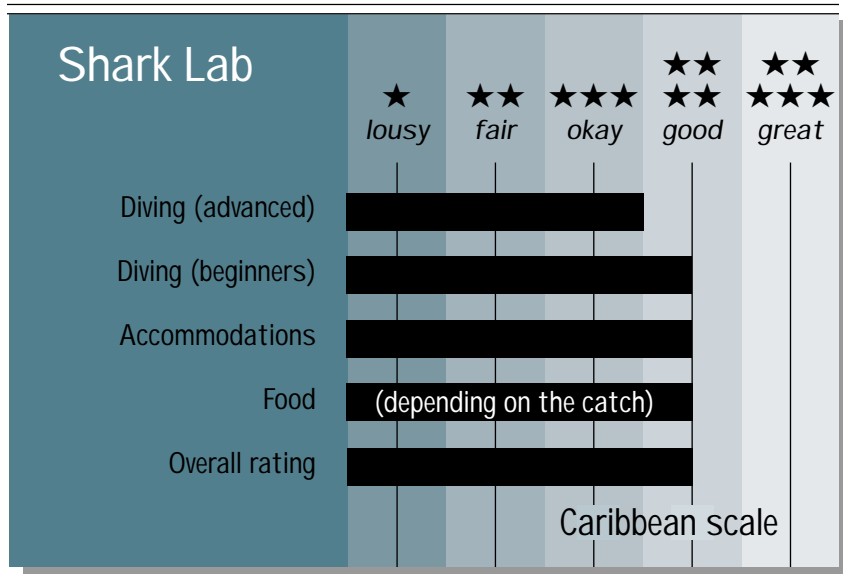 Shark Lab
★ ★★ ★★★ ★★★★ ★★★★★
lousy fair okay good great
Diving (advanced)
Diving (beginners)
Accommodations
Food (depending on the catch)
Overall rating
Caribbean scale